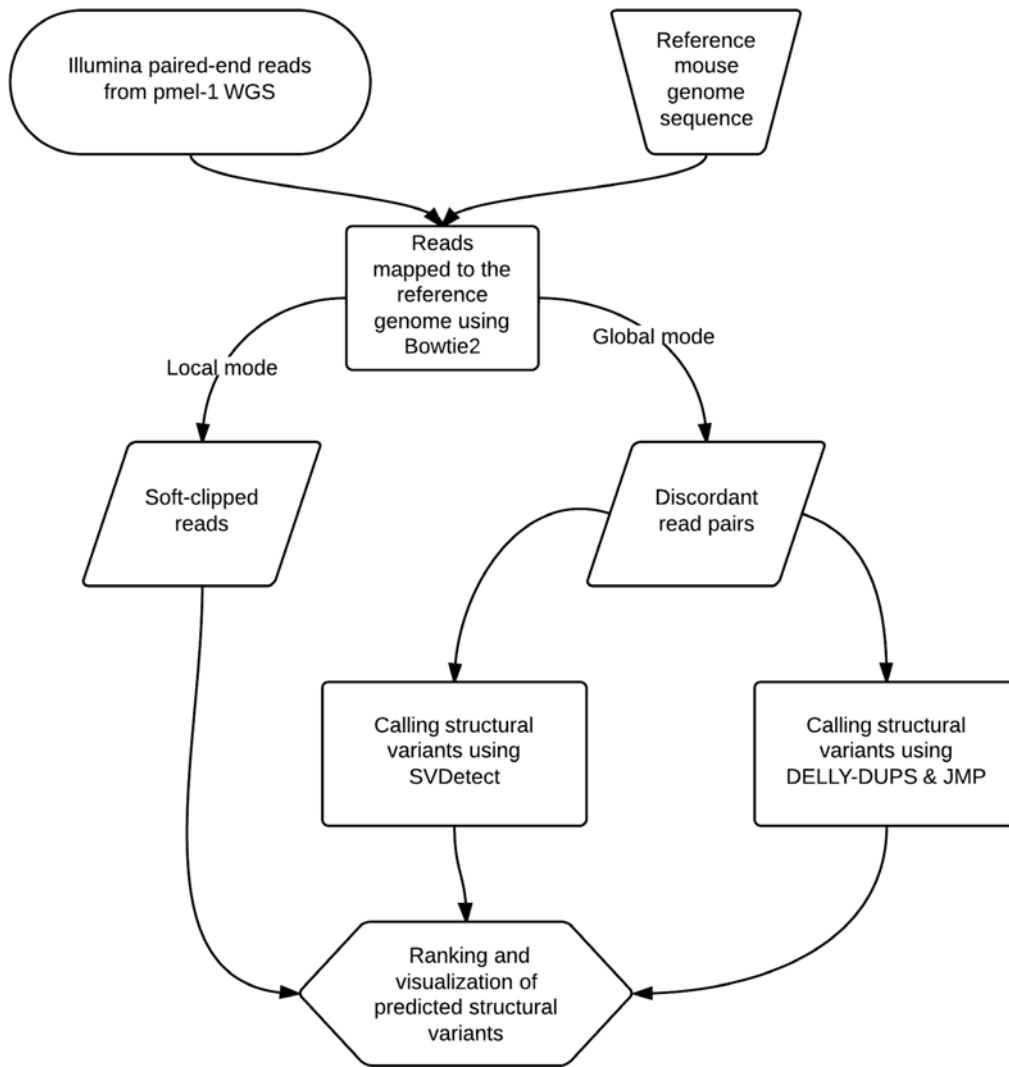 Illumina paired-end reads
from pmel-1 WGS
Reference
mouse
genome
sequence
Reads
mapped to the
reference
genome using
Bowtie2
Local mode
Global mode
Soft-clipped
reads
Discordant
read pairs
Calling structural
variants using
SVDetect
Calling structural
variants using
DELLY-DUPS & JMP
Ranking and
visualization of
predicted structural
variants